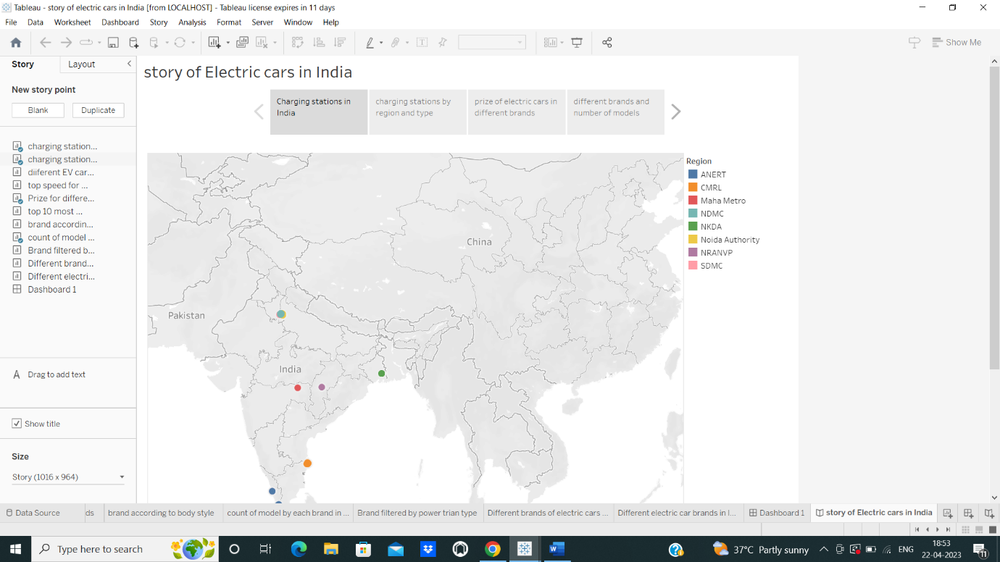 Tableau - story of electric cars in India [from LOCALHOST] - Tableau license expires in 11 days
File Data Worksheet Dashboard Story Analysis Format Server Window Help
Show Me
Story Layout
story of Electric cars in India
New story point
Blank Duplicate
Charging stations in India
charging stations by region and type
prize of electric cars in different brands
different brands and number of models
charging station...
charging station...
diiferent EV car...
top speed for ...
Prize for differe...
top 10 most ...
brand accordin...
count of model ...
Brand filtered b...
Different brand...
Different electri...
Dashboard 1
Region
ANERT
CMRL
Maha Metro
NDMC
NKDA
Noida Authority
NRANVP
SDMC
China
Pakistan
India
A Drag to add text
Show title
Size
Story (1016 x 964)
Data Source ds brand according to body style count of model by each brand in ... Brand filtered by power trian type Different brands of electric cars ... Different electric car brands in I... Dashboard 1 story of Electric cars in India
Type here to search
W
37°C Partly sunny
ENG
18:53
22-04-2023
11